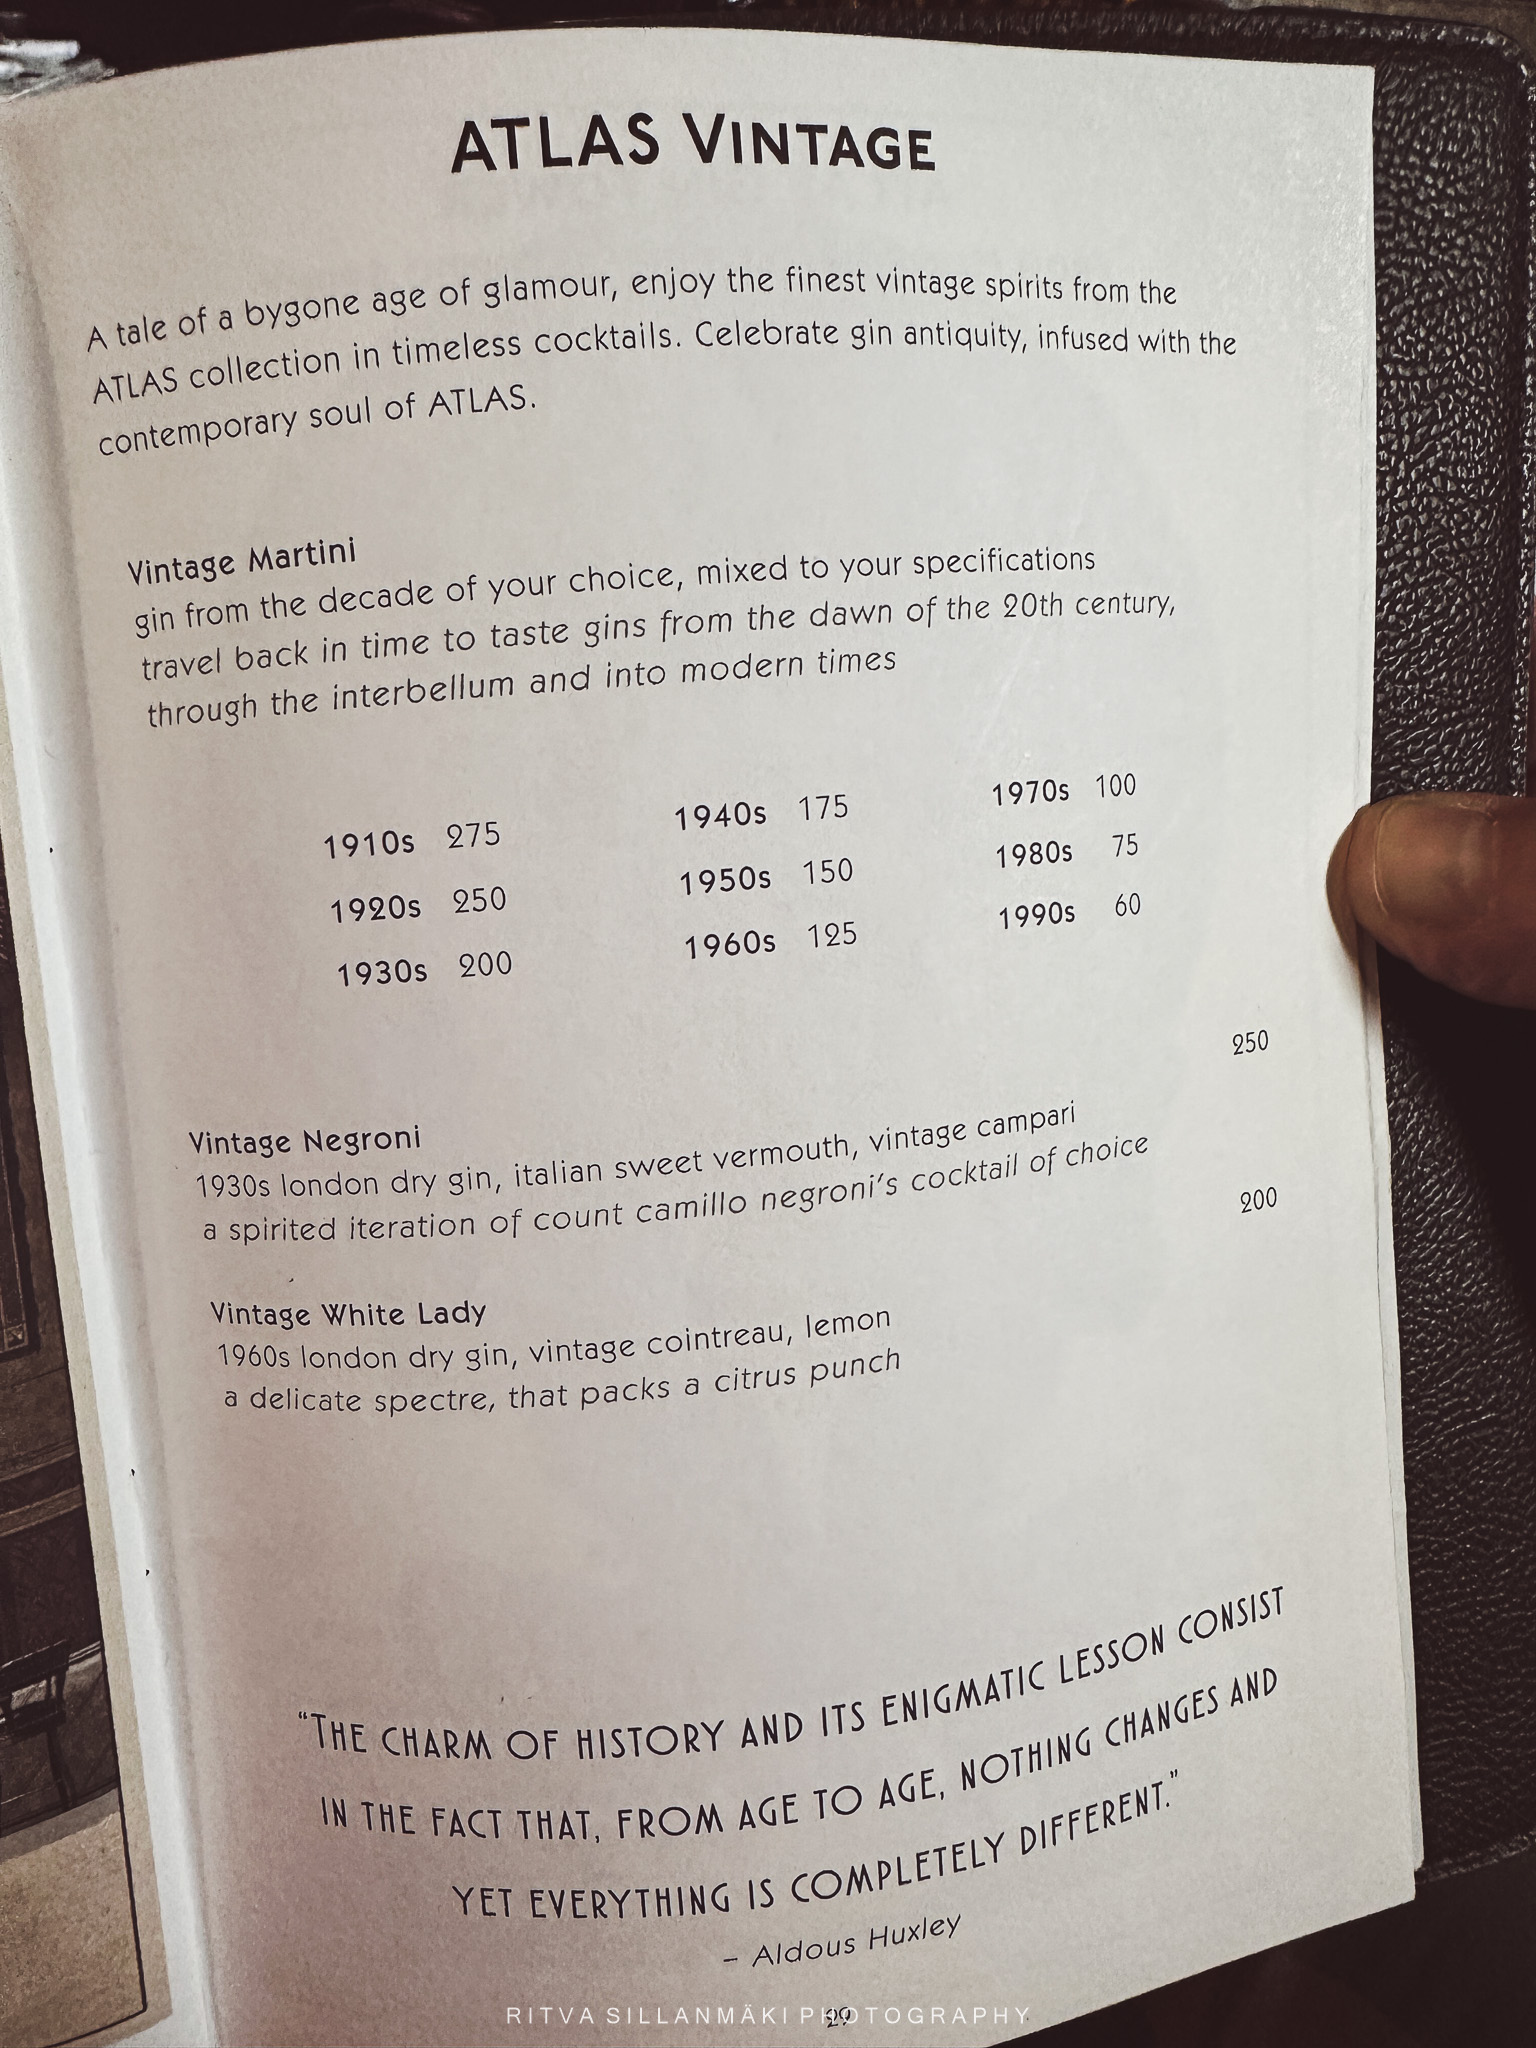 ATLAS VINTAGE
A tale of a bygone age of glamour, enjoy the finest vintage spirits from the
ATLAS collection in timeless cocktails. Celebrate gin antiquity, infused with the
contemporary soul of ATLAS.
Vintage Martini
gin from the decade of your choice, mixed to your specifications
travel back in time to taste gins from the dawn of the 20th century,
through the interbellum and into modern times
1910s 275 1940s 175 1970s 100
1920s 250 1950s 150 1980s 75
1930s 200 1960s 125 1990s 60
Vintage Negroni 250
1930s london dry gin, italian sweet vermouth, vintage campari
a spirited iteration of count camillo negroni's cocktail of choice
Vintage White Lady 200
1960s london dry gin, vintage cointreau, lemon
a delicate spectre, that packs a citrus punch
"THE CHARM OF HISTORY AND ITS ENIGMATIC LESSON CONSIST
IN THE FACT THAT, FROM AGE TO AGE, NOTHING CHANGES AND
YET EVERYTHING IS COMPLETELY DIFFERENT."
– Aldous Huxley
29
RITVA SILLANMÄKI PHOTOGRAPHY